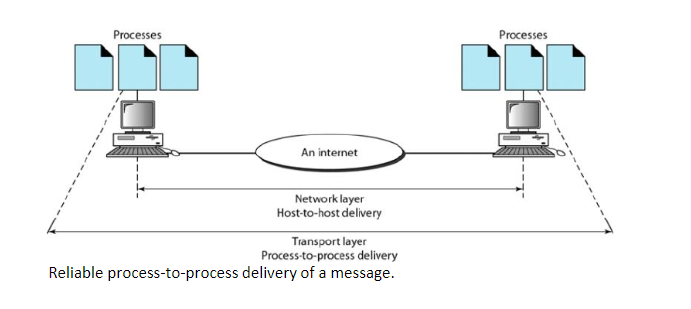 Processes
Processes
An internet
Network layer
Host-to-host delivery
Transport layer
Process-to-process delivery
Reliable process-to-process delivery of a message.